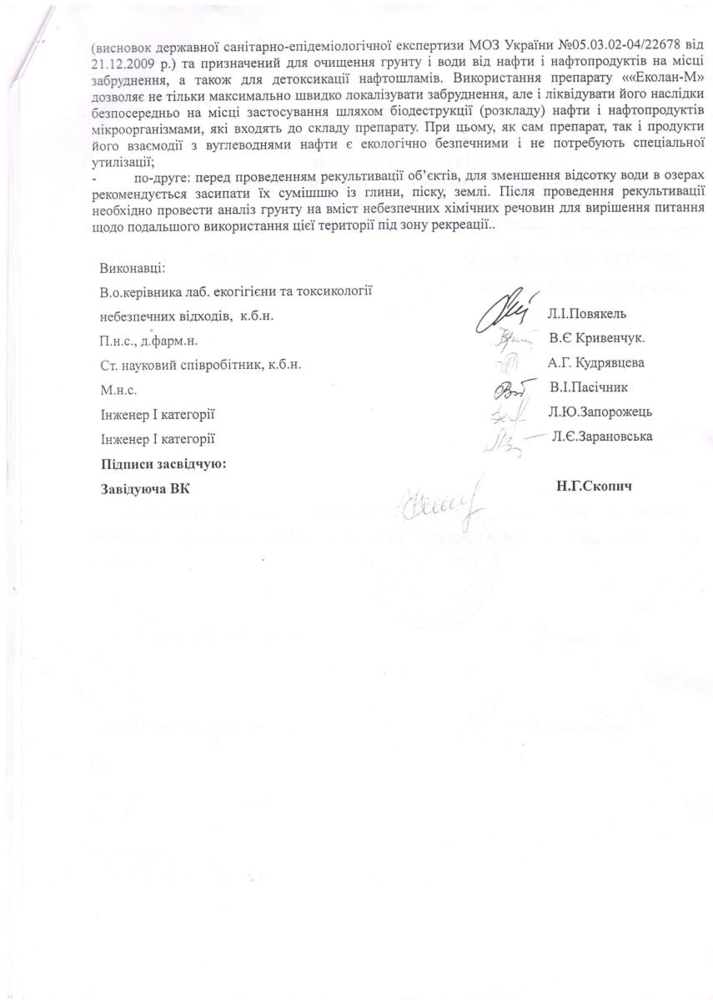 (висновок державної санітарно-епідеміологічної експертизи МОЗ України №05.03.02-04/22678 від
21.12.2009 р.) та призначений для очищення грунту і води від нафти і нафтопродуктів на місці
забруднення, а також для детоксикації нафтошламів. Використання препарату ««Еколан-М»
дозволяє не тільки максимально швидко локалізувати забруднення, але і ліквідувати його наслідки
безпосередньо на місці застосування шляхом біодеструкції (розкладу) нафти і нафтопродуктів
мікроорганізмами, які входять до складу препарату. При цьому, як сам препарат, так і продукти
його взаємодії з вуглеводнями нафти є екологічно безпечними і не потребують спеціальної
утилізації;
- по-друге: перед проведенням рекультивації об’єктів, для зменшення відсотку води в озерах
рекомендується засипати їх сумішшю із глини, піску, землі. Після проведення рекультивації
необхідно провести аналіз грунту на вміст небезпечних хімічних речовин для вирішення питання
щодо подальшого використання цієї території під зону рекреації..
Виконавці:
В.о.керівника лаб. екогігієни та токсикології
небезпечних відходів, к.б.н. Л.І.Повякель
П.н.с., д.фарм.н. В.Є Кривенчук.
Ст. науковий співробітник, к.б.н. А.Г. Кудрявцева
М.н.с. В.І.Пасічник
Інженер І категорії Л.Ю.Запорожець
Інженер І категорії Л.Є.Зарановська
Підписи засвідчую:
Завідуюча ВК Н.Г.Скопич